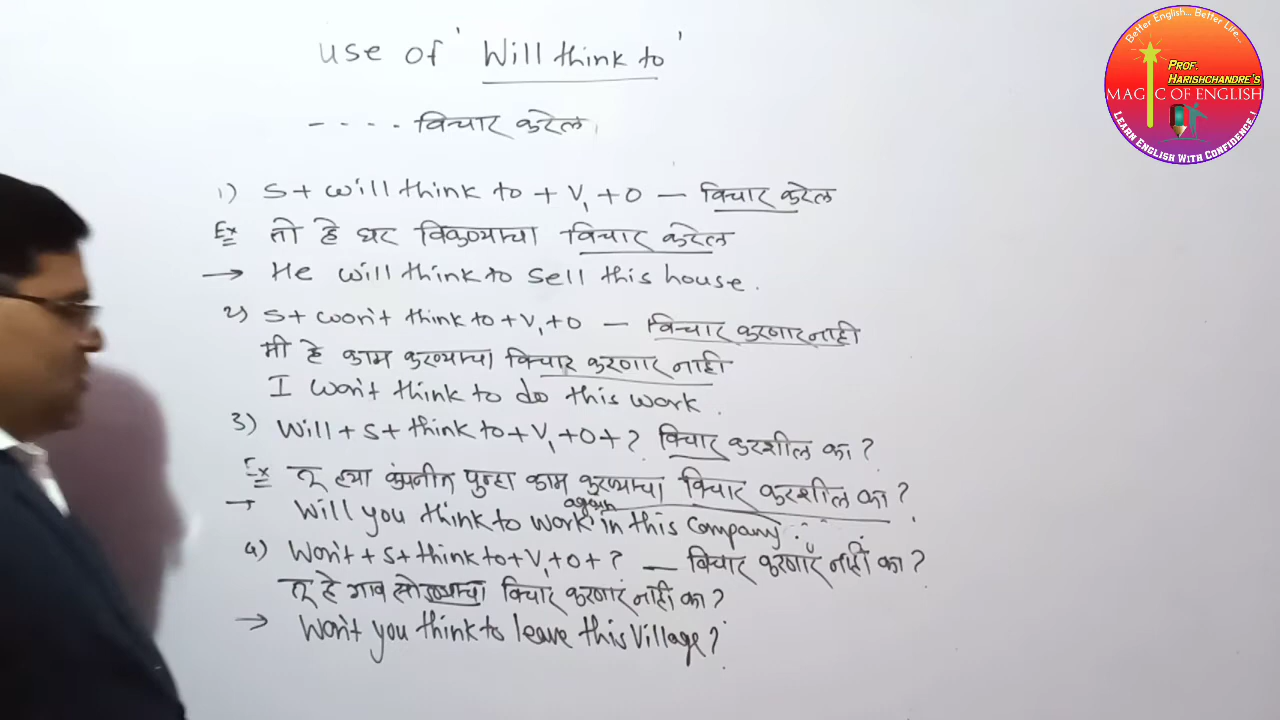 use of 'Will think to'
- - - - विचार करेल
1) S + will think to + V₁ + O — विचार करेल
Ex तो हे घर विकण्याचा विचार करेल
→ He will think to sell this house.
२) S + won't think to + V₁ + O — विचार करणार नाही
मी हे काम करण्याचा विचार करणार नाही
I won't think to do this work.
3) Will + S + think to + V₁ + O + ? विचार करशील का?
Ex तू ह्या कंपनीत पुन्हा काम करण्याचा विचार करशील का?
→ Will you think to work again in this company
4) Won't + S + think to + V₁ + O + ? — विचार करणार नाही का?
तू हे गाव सोडण्याचा विचार करणार नाही का?
→ Won't you think to leave this Village?
Better English... Better Life...
PROF. HARISHCHANDRE'S
MAGIC OF ENGLISH
LEARN ENGLISH WITH CONFIDENCE.!